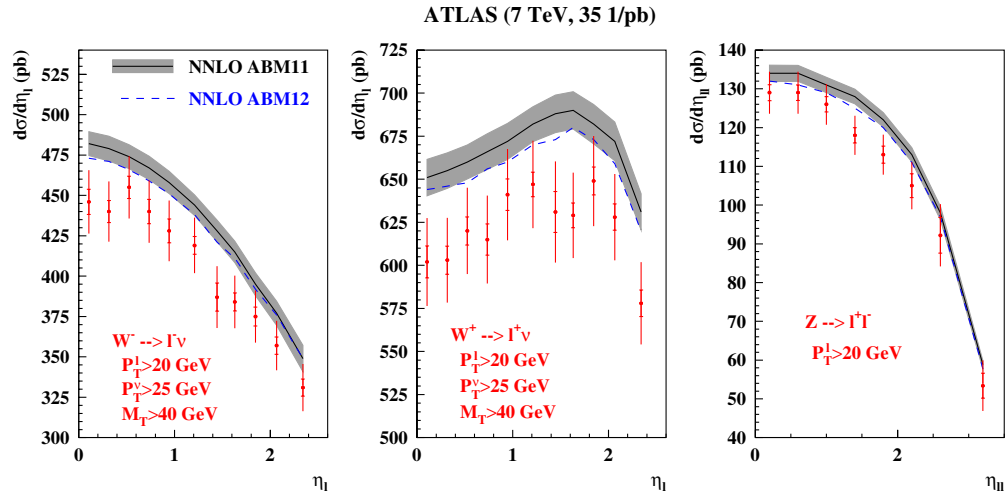 ATLAS (7 TeV, 35 1/pb)
dσ/dη_l (pb)
525
500
475
450
425
400
375
350
325
300
NNLO ABM11
NNLO ABM12
W⁻ --> l⁻ν
P_T^l>20 GeV
P_T^ν>25 GeV
M_T>40 GeV
0 1 2
η_l
dσ/dη_l (pb)
725
700
675
650
625
600
575
550
525
500
W⁺ --> l⁺ν
P_T^l>20 GeV
P_T^ν>25 GeV
M_T>40 GeV
0 1 2
η_l
dσ/dη_ll (pb)
140
130
120
110
100
90
80
70
60
50
40
Z --> l⁺l⁻
P_T^l>20 GeV
0 2
η_ll